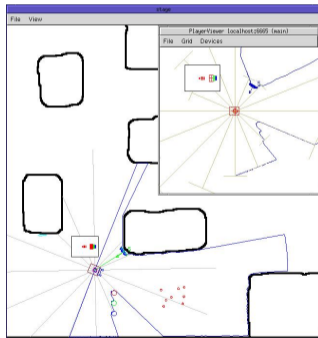 stage
File View
PlayerViewer localhost:6665 (main)
File Grid Devices